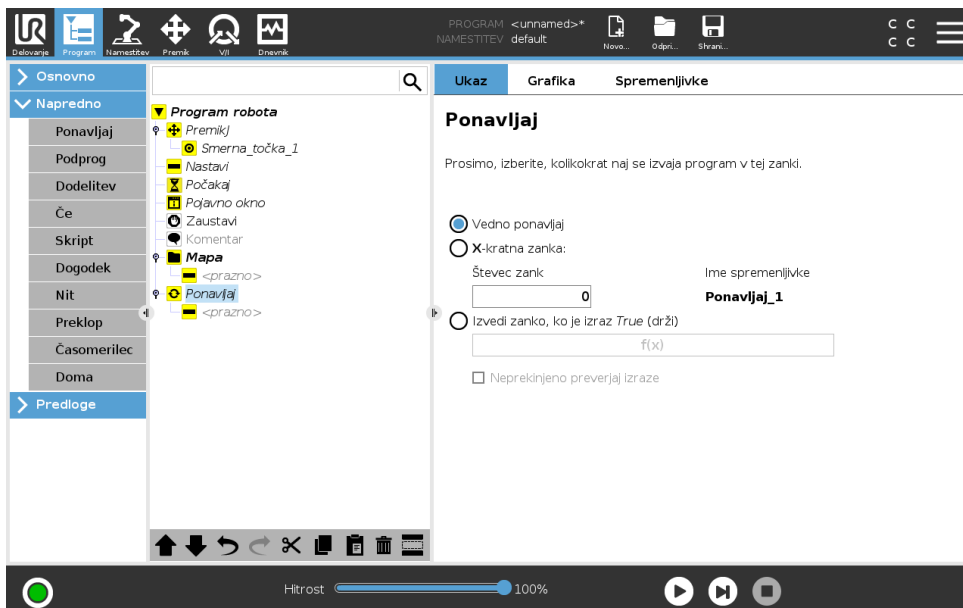 PROGRAM <unnamed>*
NAMESTITEV default
Delovanje Program Namestitev Premik V/I Dnevnik Novo... Odpri... Shrani...
C C
C C
Osnovno
Napredno
Ponavljaj
Podprog
Dodelitev
Če
Skript
Dogodek
Nit
Preklop
Časomerilec
Doma
Predloge
Program robota
PremikJ
Smerna_točka_1
Nastavi
Počakaj
Pojavno okno
Zaustavi
Komentar
Mapa
<prazno>
Ponavljaj
<prazno>
Ukaz Grafika Spremenljivke
Ponavljaj
Prosimo, izberite, kolikokrat naj se izvaja program v tej zanki.
Vedno ponavljaj
X-kratna zanka:
Števec zank Ime spremenljivke
0 Ponavljaj_1
Izvedi zanko, ko je izraz True (drži)
f(x)
Neprekinjeno preverjaj izraze
Hitrost 100%